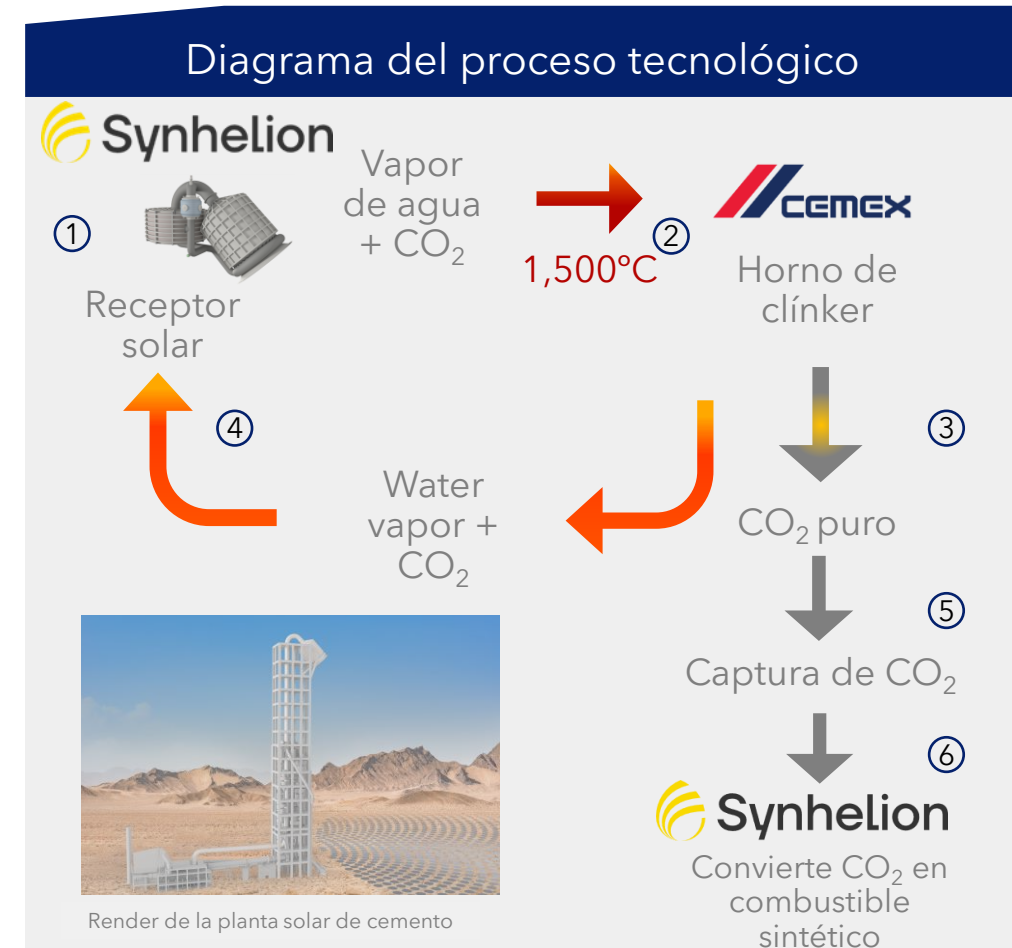 Diagrama del proceso tecnológico
Synhelion
1
Receptor
solar
Vapor
de agua
+ CO₂
1,500ºC
2
CEMEX
Horno de
clínker
3
4
Water
vapor +
CO₂
CO₂ puro
5
Captura de CO₂
6
Synhelion
Convierte CO₂ en
combustible
sintético
Render de la planta solar de cemento